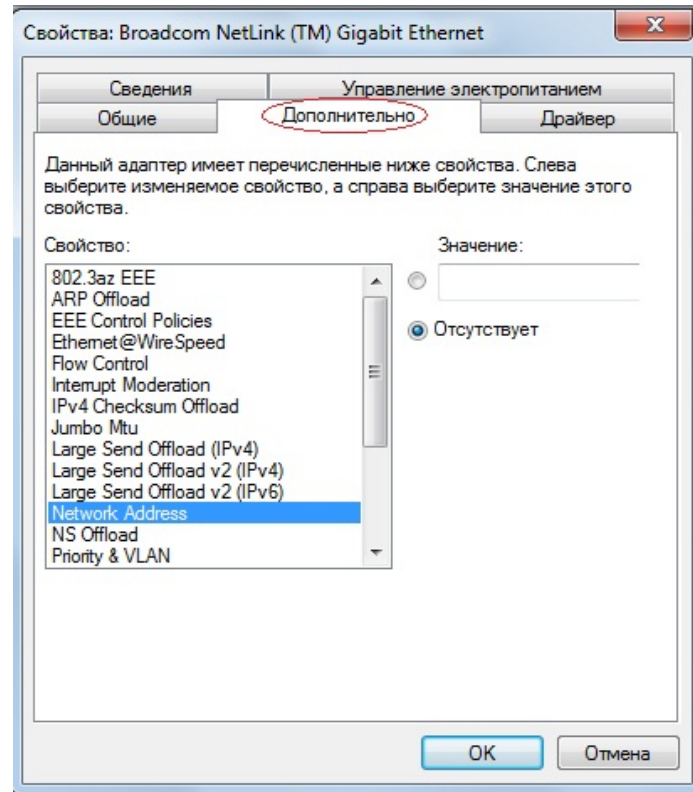 Свойства: Broadcom NetLink (TM) Gigabit Ethernet
Сведения
Управление электропитанием
Общие
Дополнительно
Драйвер
Данный адаптер имеет перечисленные ниже свойства. Слева
выберите изменяемое свойство, а справа выберите значение этого
свойства.
Свойство:
Значение:
802.3az EEE
ARP Offload
EEE Control Policies
Ethernet@WireSpeed
Flow Control
Interrupt Moderation
IPv4 Checksum Offload
Jumbo Mtu
Large Send Offload (IPv4)
Large Send Offload v2 (IPv4)
Large Send Offload v2 (IPv6)
Network Address
NS Offload
Priority & VLAN
Отсутствует
OK
Отмена